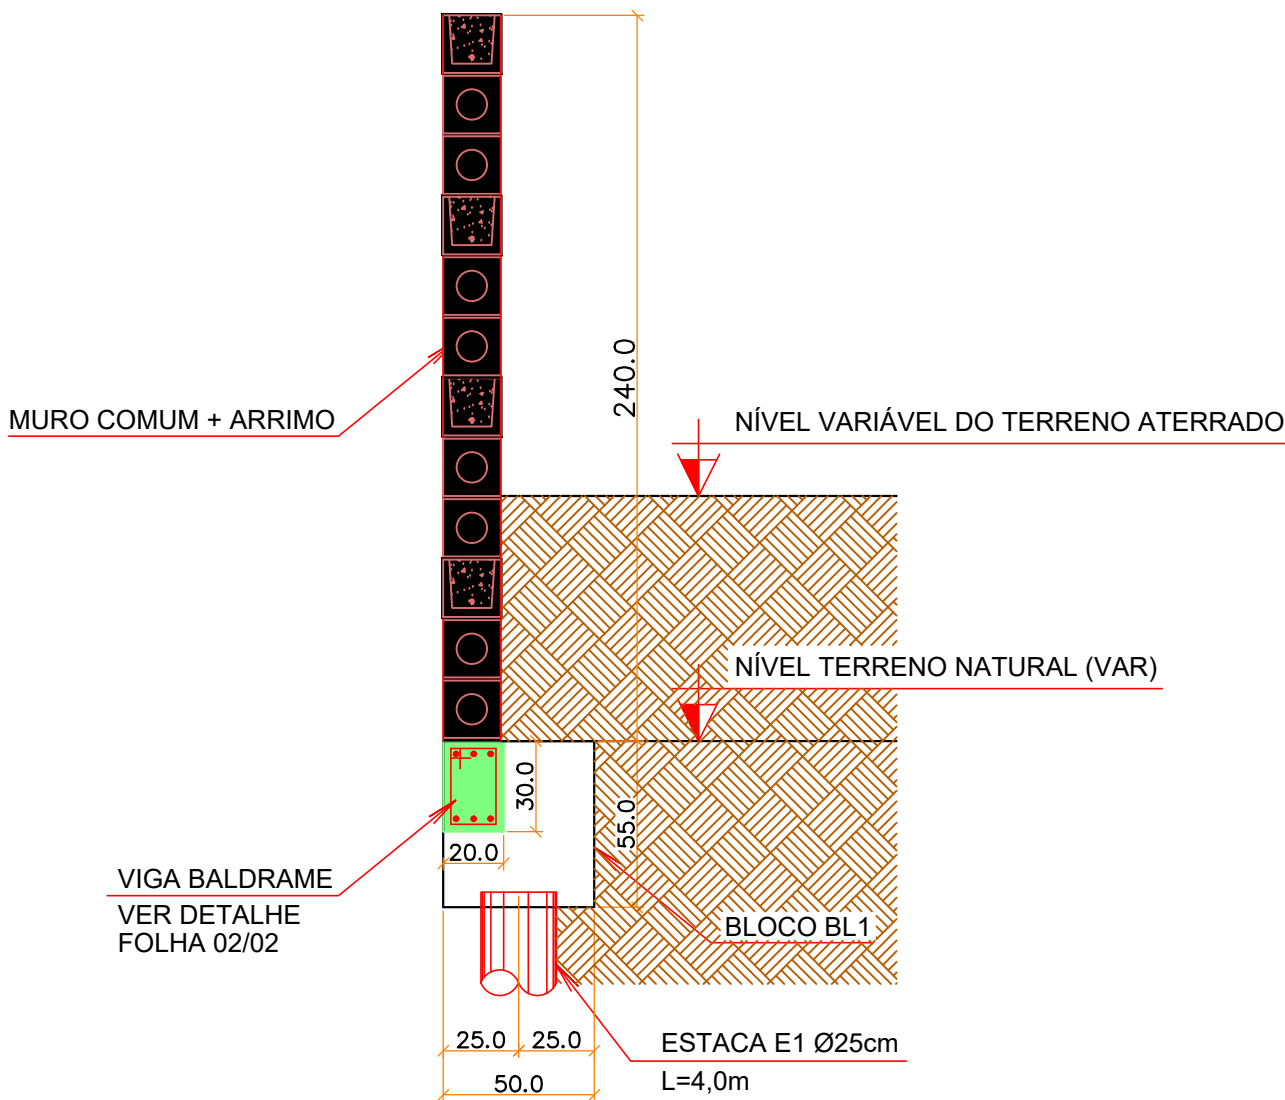 240.0
MURO COMUM + ARRIMO
NÍVEL VARIÁVEL DO TERRENO ATERRADO
NÍVEL TERRENO NATURAL (VAR)
30.0
55.0
20.0
VIGA BALDRAME
VER DETALHE
FOLHA 02/02
BLOCO BL1
25.0
25.0
ESTACA E1 Ø25cm
L=4,0m
50.0